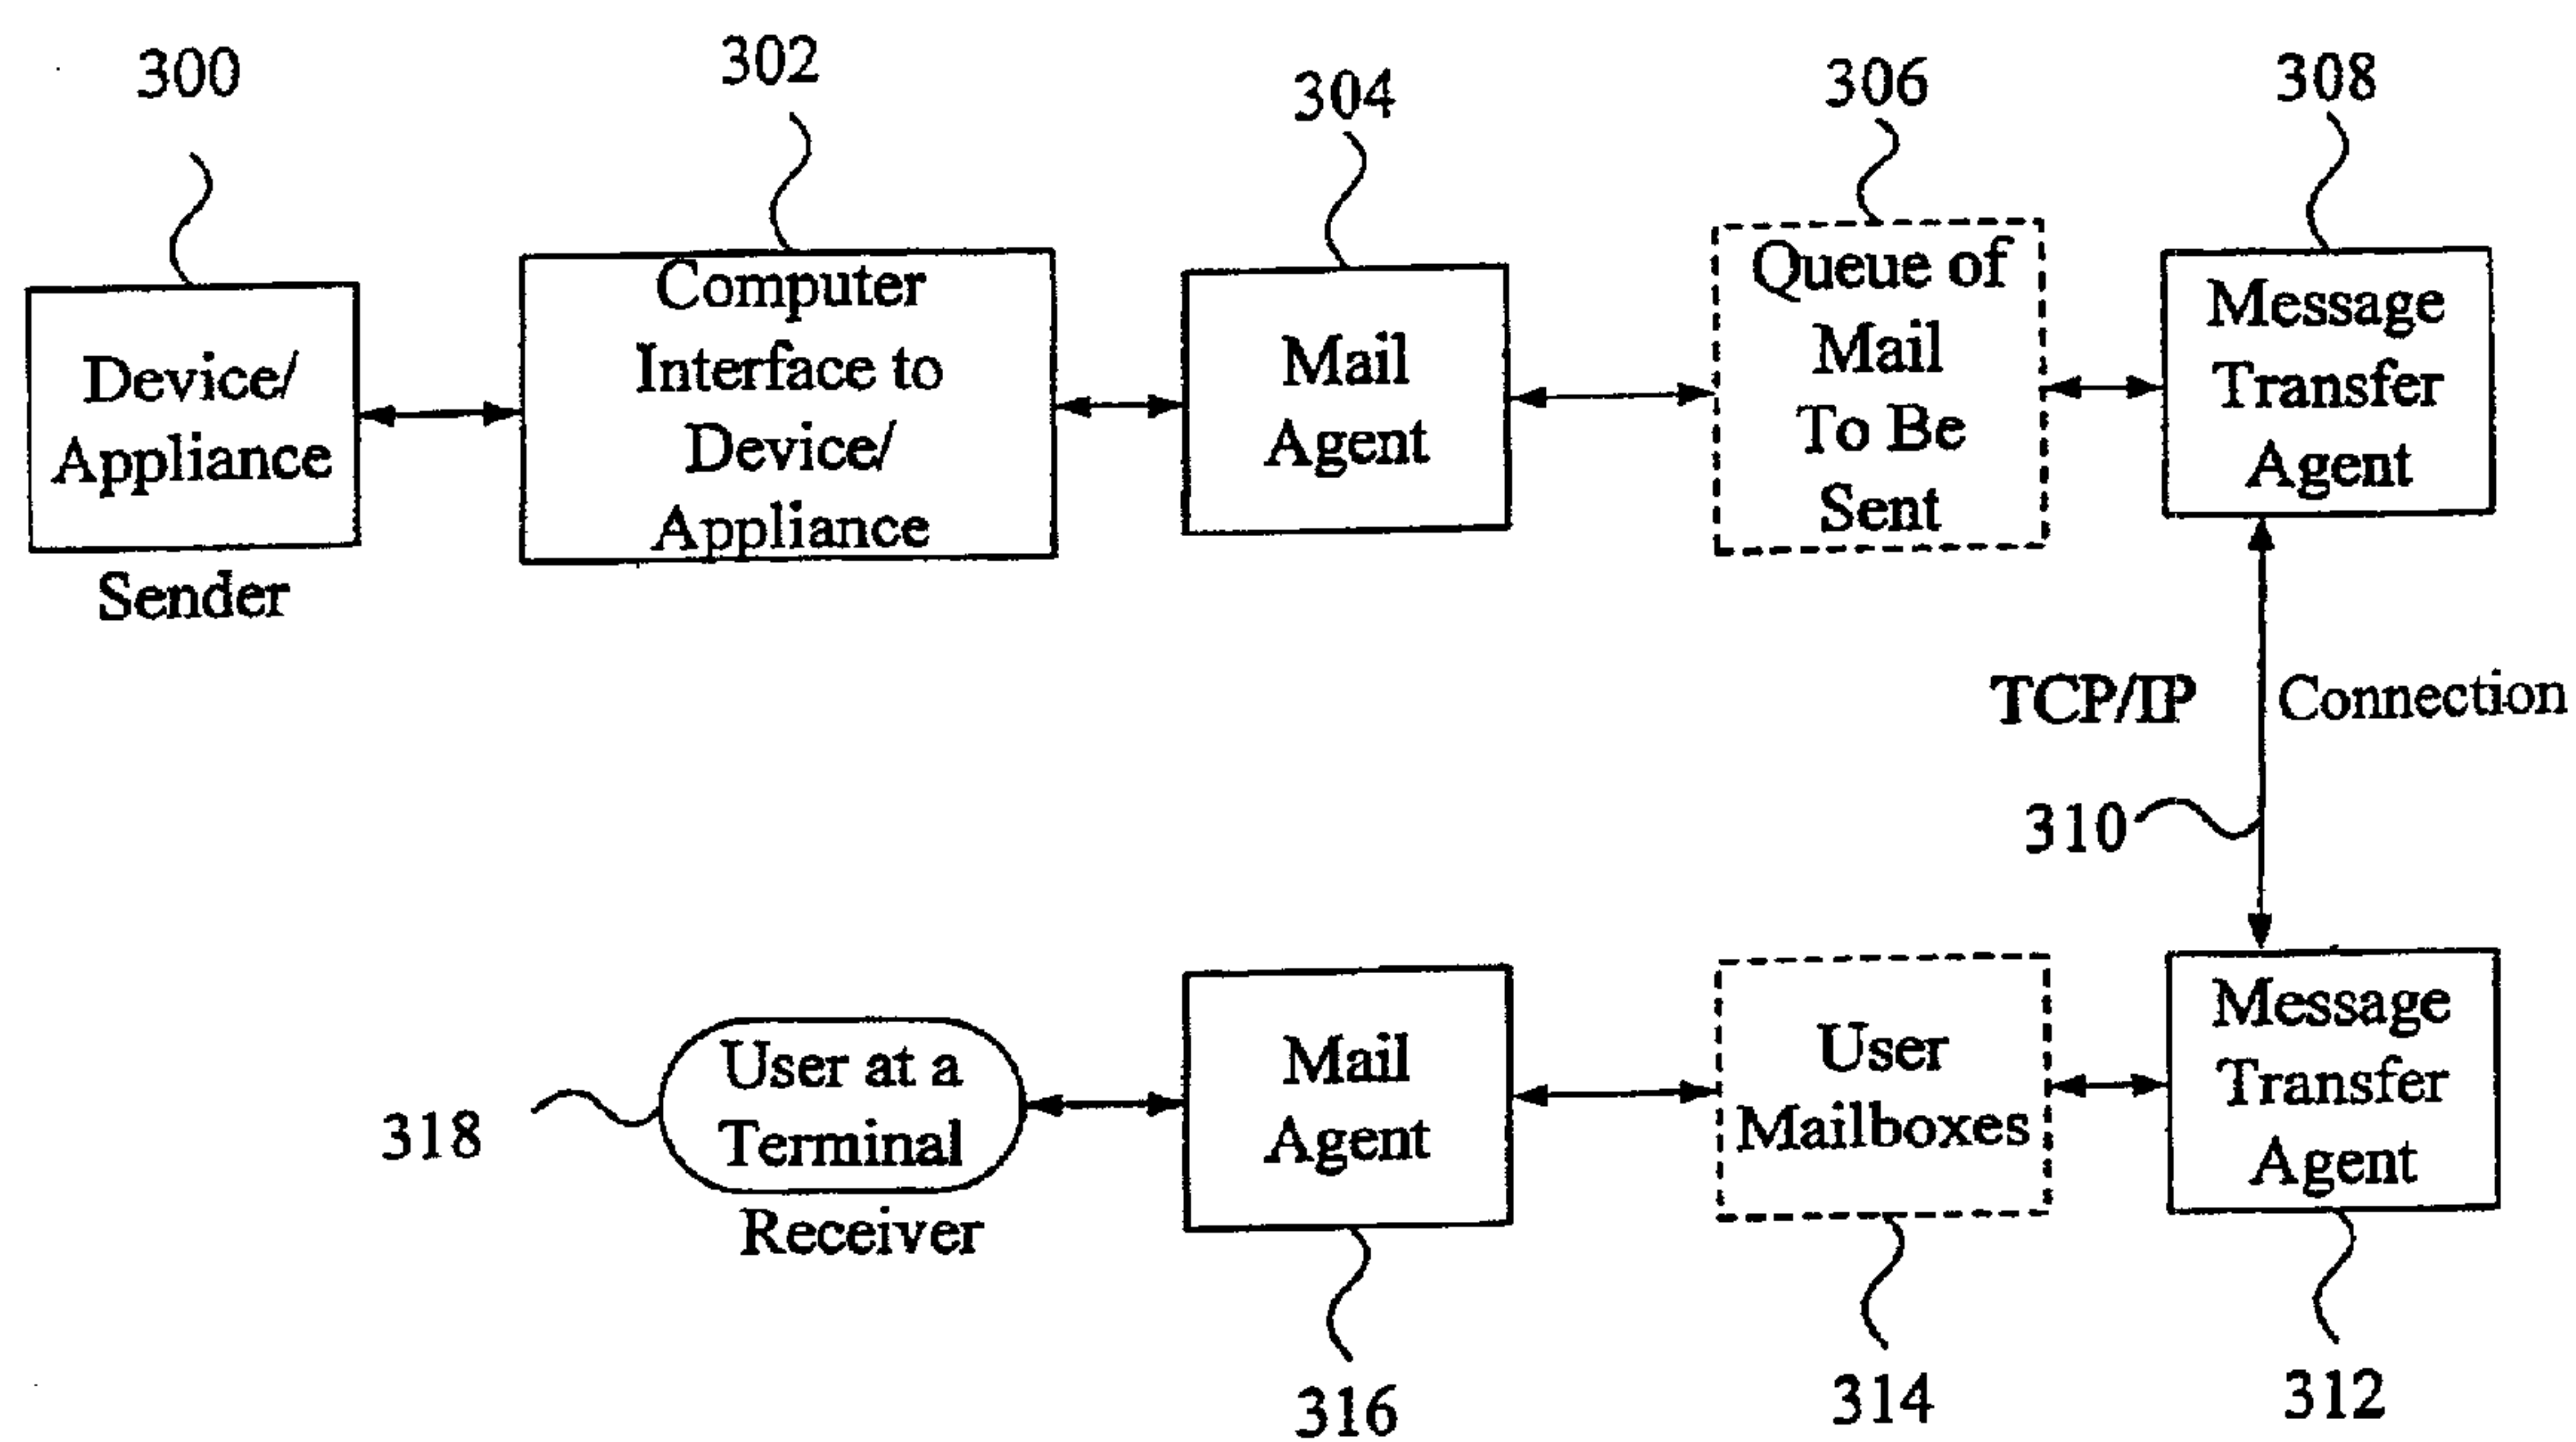 300
302
304
306
308
Device/
Appliance
Sender
Computer
Interface to
Device/
Appliance
Mail
Agent
Queue of
Mail
To Be
Sent
Message
Transfer
Agent
TCP/IP Connection
310
318
User at a
Terminal
Receiver
Mail
Agent
User
Mailboxes
Message
Transfer
Agent
316
314
312